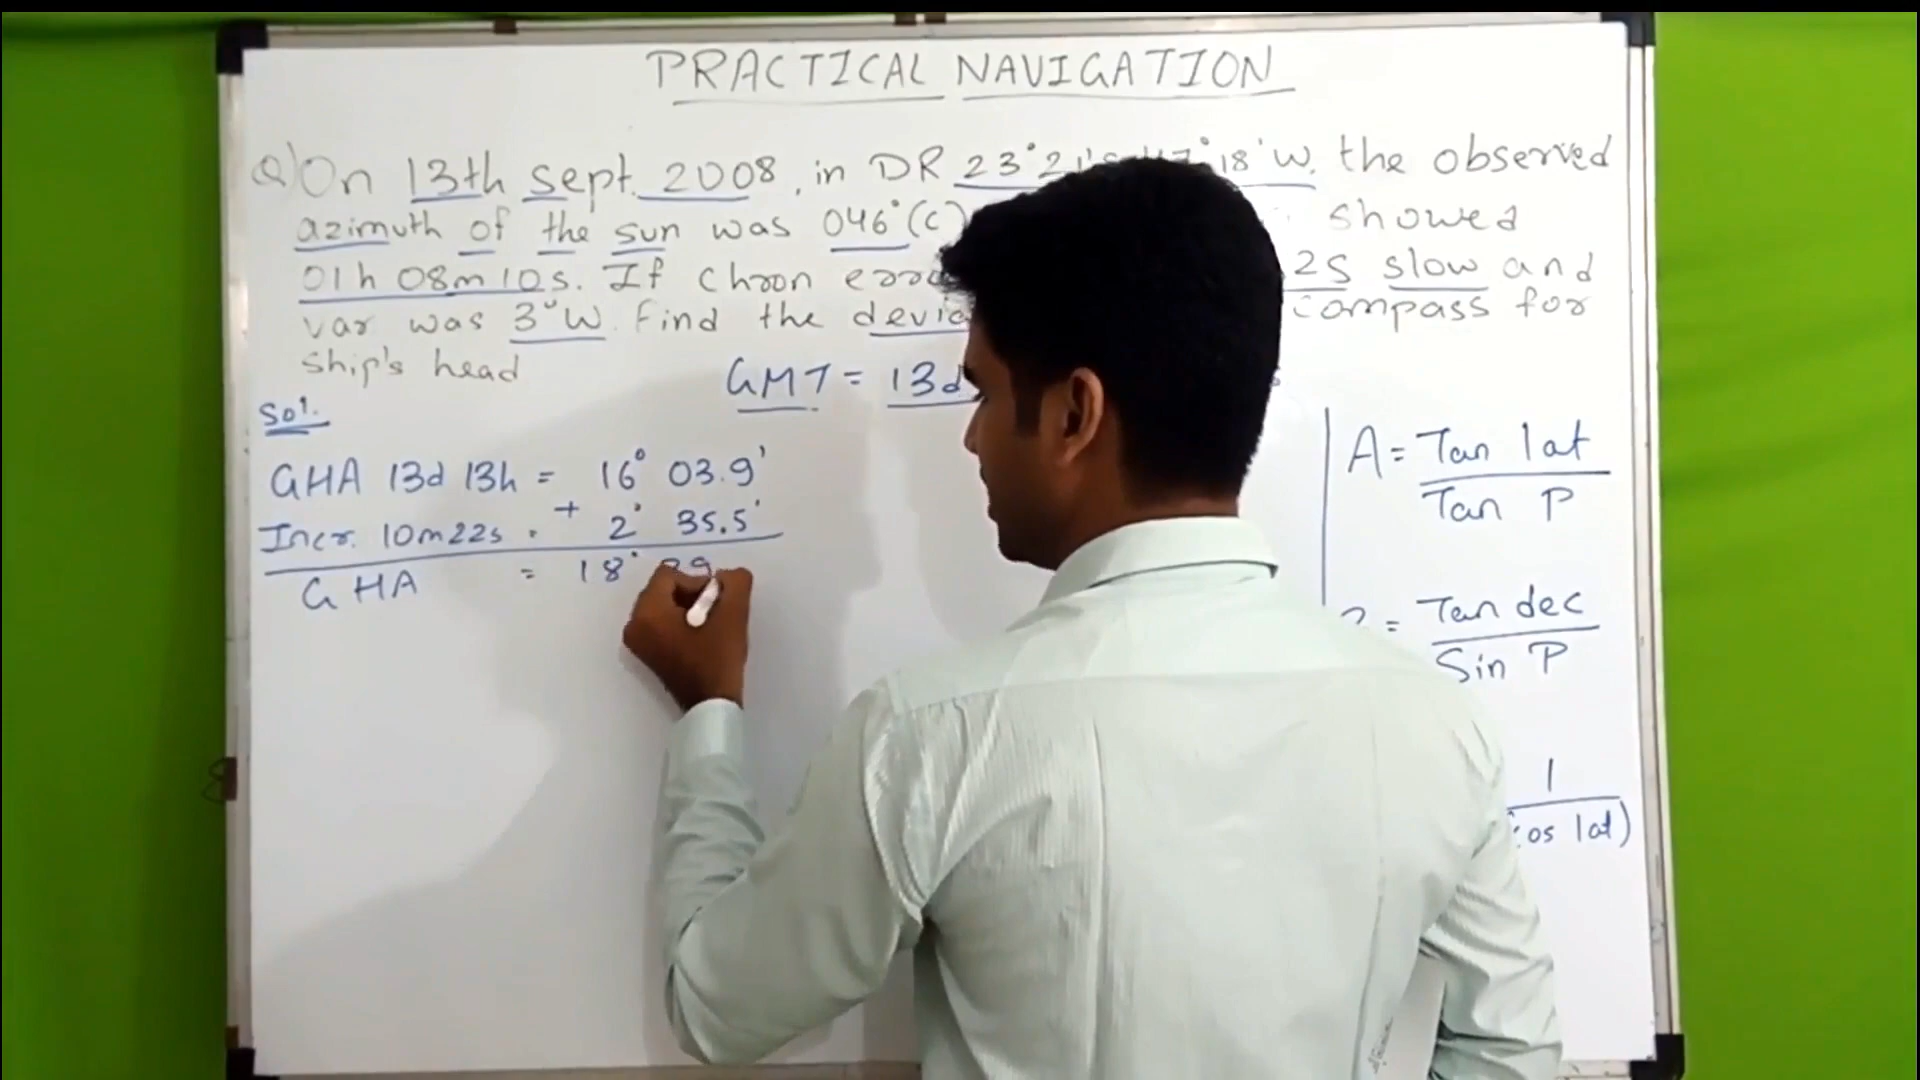 PRACTICAL NAVIGATION
Q) On 13th sept. 2008, in DR 23°21's 47°18'W, the observed
azimuth of the sun was 046°(c) showed
01h 08m 10s. If chron 2s slow and
var was 3°W. Find the compass for
ship's head
GMT = 13d
Sol.
GHA 13d 13h = 16° 03.9'
Incr. 10m22s. + 2° 35.5'
GHA = 18° 39
A = Tan lat
Tan P
= Tan dec
Sin P
1
cos lat)